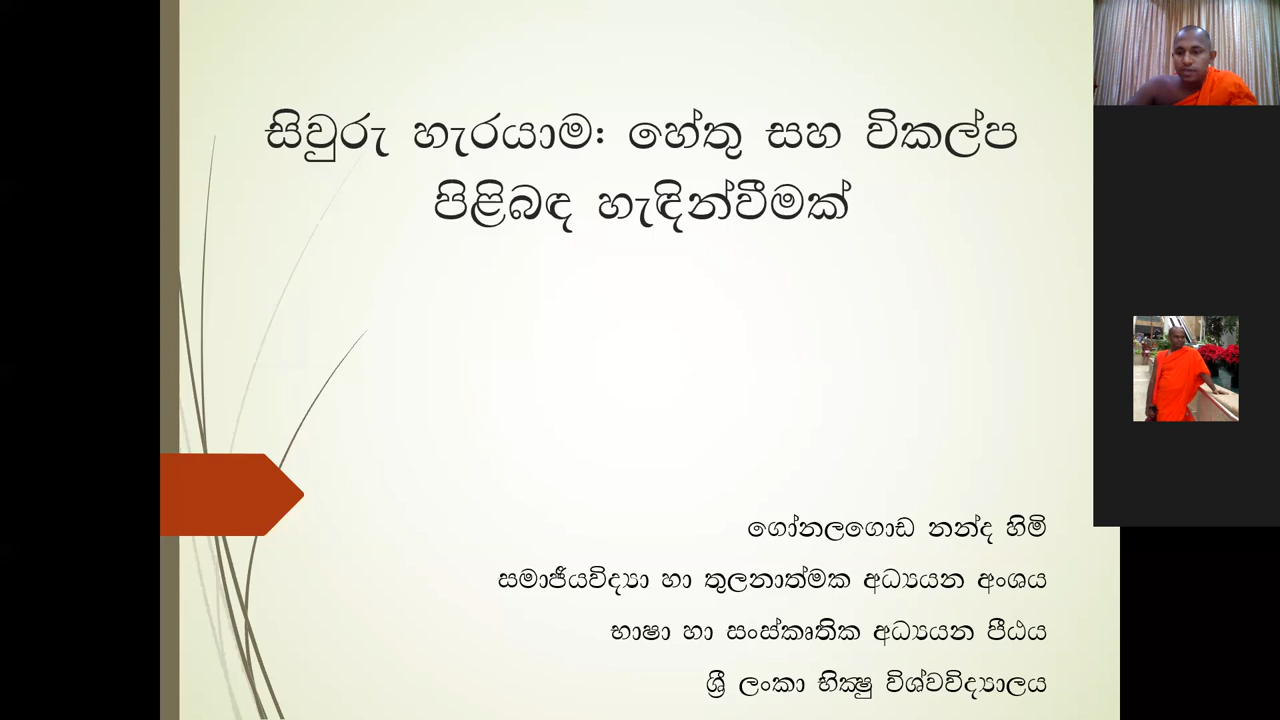 සිවුරු හැරයාම: හේතු සහ විකල්ප
පිළිබඳ හැඳින්වීමක්
ගෝනලගොඩ නන්ද හිමි
සමාජීයවිද්‍යා හා තුලනාත්මක අධ්‍යයන අංශය
භාෂා හා සංස්කෘතික අධ්‍යයන පීඨය
ශ්‍රී ලංකා භික්ෂු විශ්වවිද්‍යාලය